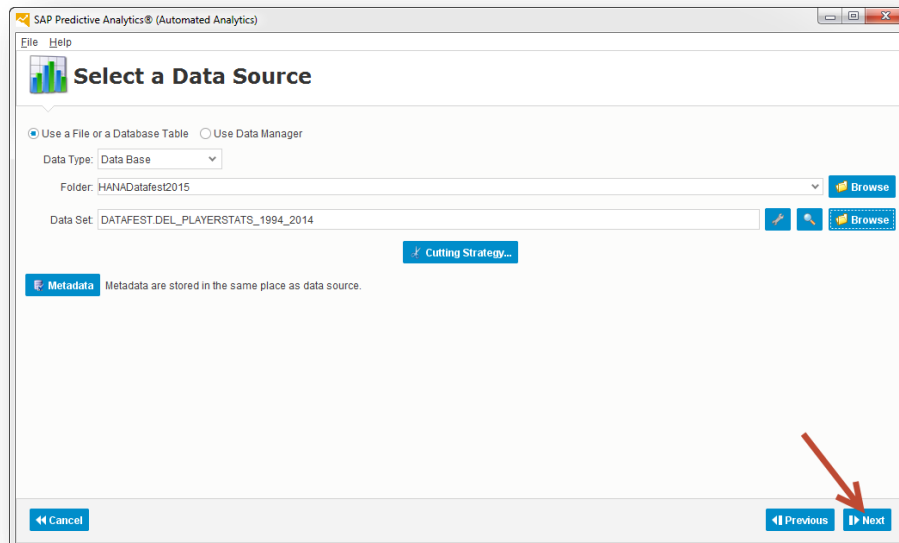 SAP Predictive Analytics® (Automated Analytics)
File Help
Select a Data Source
Use a File or a Database Table Use Data Manager
Data Type: Data Base
Folder: HANADatafest2015 Browse
Data Set: DATAFEST.DEL_PLAYERSTATS_1994_2014 Browse
Cutting Strategy...
Metadata Metadata are stored in the same place as data source.
Cancel Previous Next